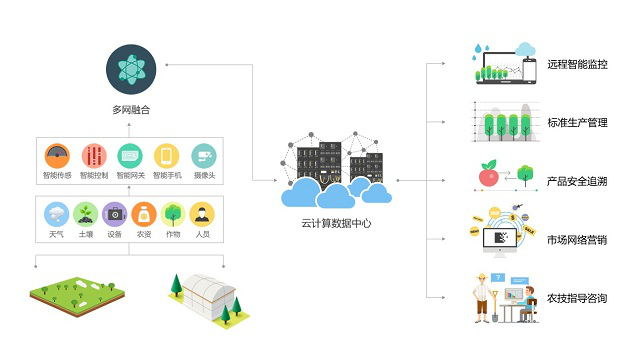 多网融合
智能传感 智能控制 智能网关 智能手机 摄像头
天气 土壤 设备 农资 作物 人员
云计算数据中心
远程智能监控
标准生产管理
产品安全追溯
市场网络营销
农技指导咨询